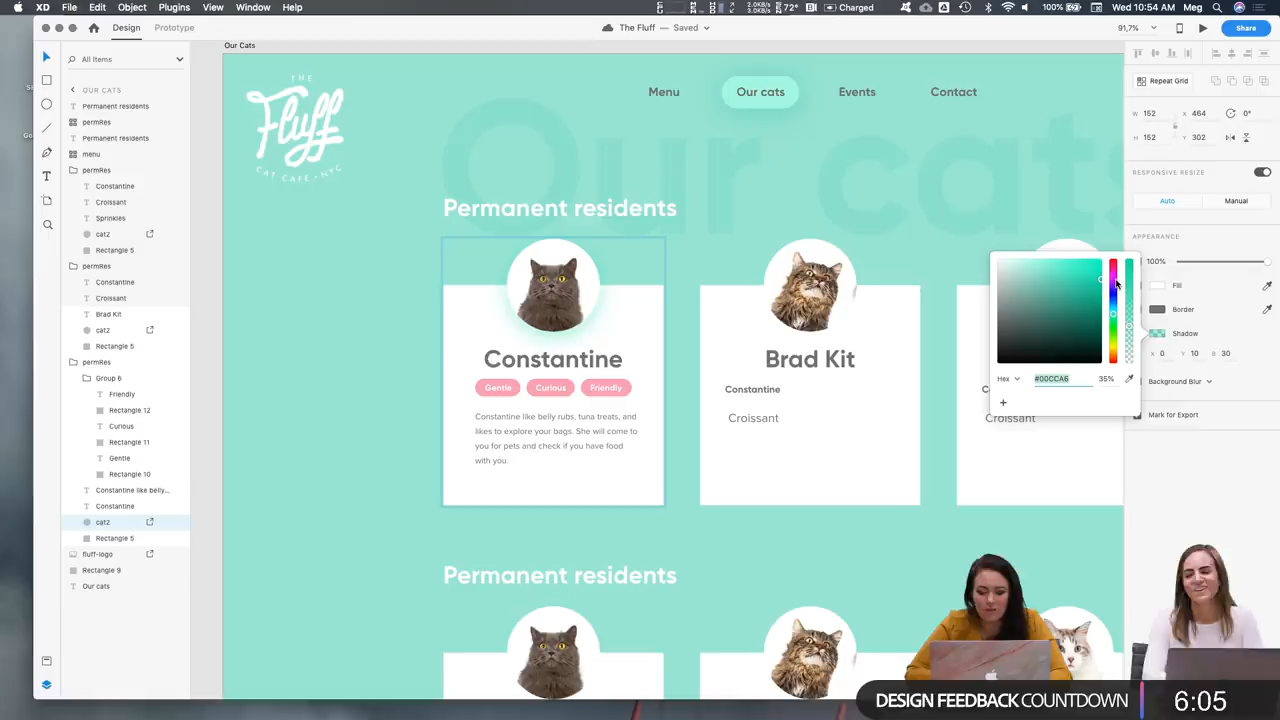 XD File Edit Object Plugins View Window Help
3.0KB/s
72° Charged
100%
Wed 10:54 AM Meg
Design Prototype
The Fluff — Saved
91,7%
Share
All Items
OUR CATS
Permanent residents
permRes
Permanent residents
menu
permRes
Constantine
Croissant
Sprinkles
cat2
Rectangle 5
permRes
Constantine
Croissant
Brad Kit
cat2
Rectangle 5
permRes
Group 6
Friendly
Rectangle 12
Curious
Rectangle 11
Gentle
Rectangle 10
Constantine like belly...
Constantine
cat2
Rectangle 5
fluff-logo
Rectangle 9
Our cats
Our Cats
THE
Fluff
CAT CAFE • NYC
Menu Our cats Events Contact
Our cats
Permanent residents
Constantine
Gentle Curious Friendly
Constantine like belly rubs, tuna treats, and
likes to explore your bags. She will come to
you for pets and check if you have food
with you.
Brad Kit
Constantine
Croissant
Croissant
Permanent residents
Hex #00CCA6 35%
Repeat Grid
W 152 X 464 0°
H 152 Y 302
RESPONSIVE RESIZE
Auto Manual
APPEARANCE
100%
Fill
Border
Shadow
X 0 Y 10 B 30
Background Blur
Mark for Export
DESIGN FEEDBACK COUNTDOWN 6:05